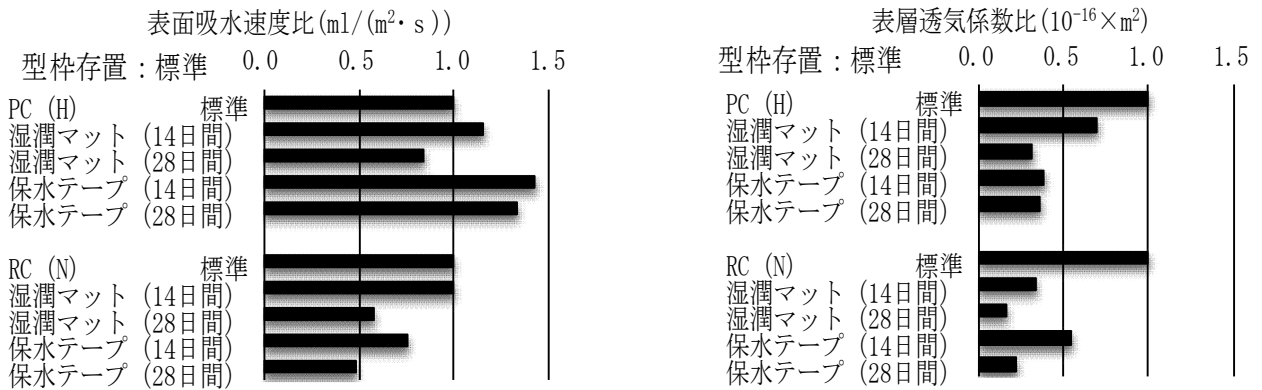 表面吸水速度比(ml/(m²・s))
型枠存置:標準 0.0 0.5 1.0 1.5
PC (H) 標準
湿潤マット (14日間)
湿潤マット (28日間)
保水テープ (14日間)
保水テープ (28日間)
RC (N) 標準
湿潤マット (14日間)
湿潤マット (28日間)
保水テープ (14日間)
保水テープ (28日間)
表層透気係数比(10⁻¹⁶×m²)
型枠存置:標準 0.0 0.5 1.0 1.5
PC (H) 標準
湿潤マット (14日間)
湿潤マット (28日間)
保水テープ (14日間)
保水テープ (28日間)
RC (N) 標準
湿潤マット (14日間)
湿潤マット (28日間)
保水テープ (14日間)
保水テープ (28日間)